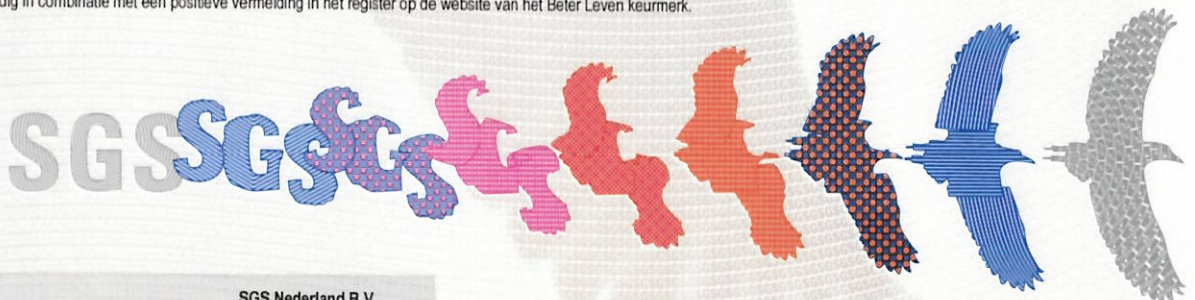 in combinatie met een positieve vermelding in het register op de website van het Beter Leven keurmerk.
SGS SGS SGS
SGS Nederland B.V.